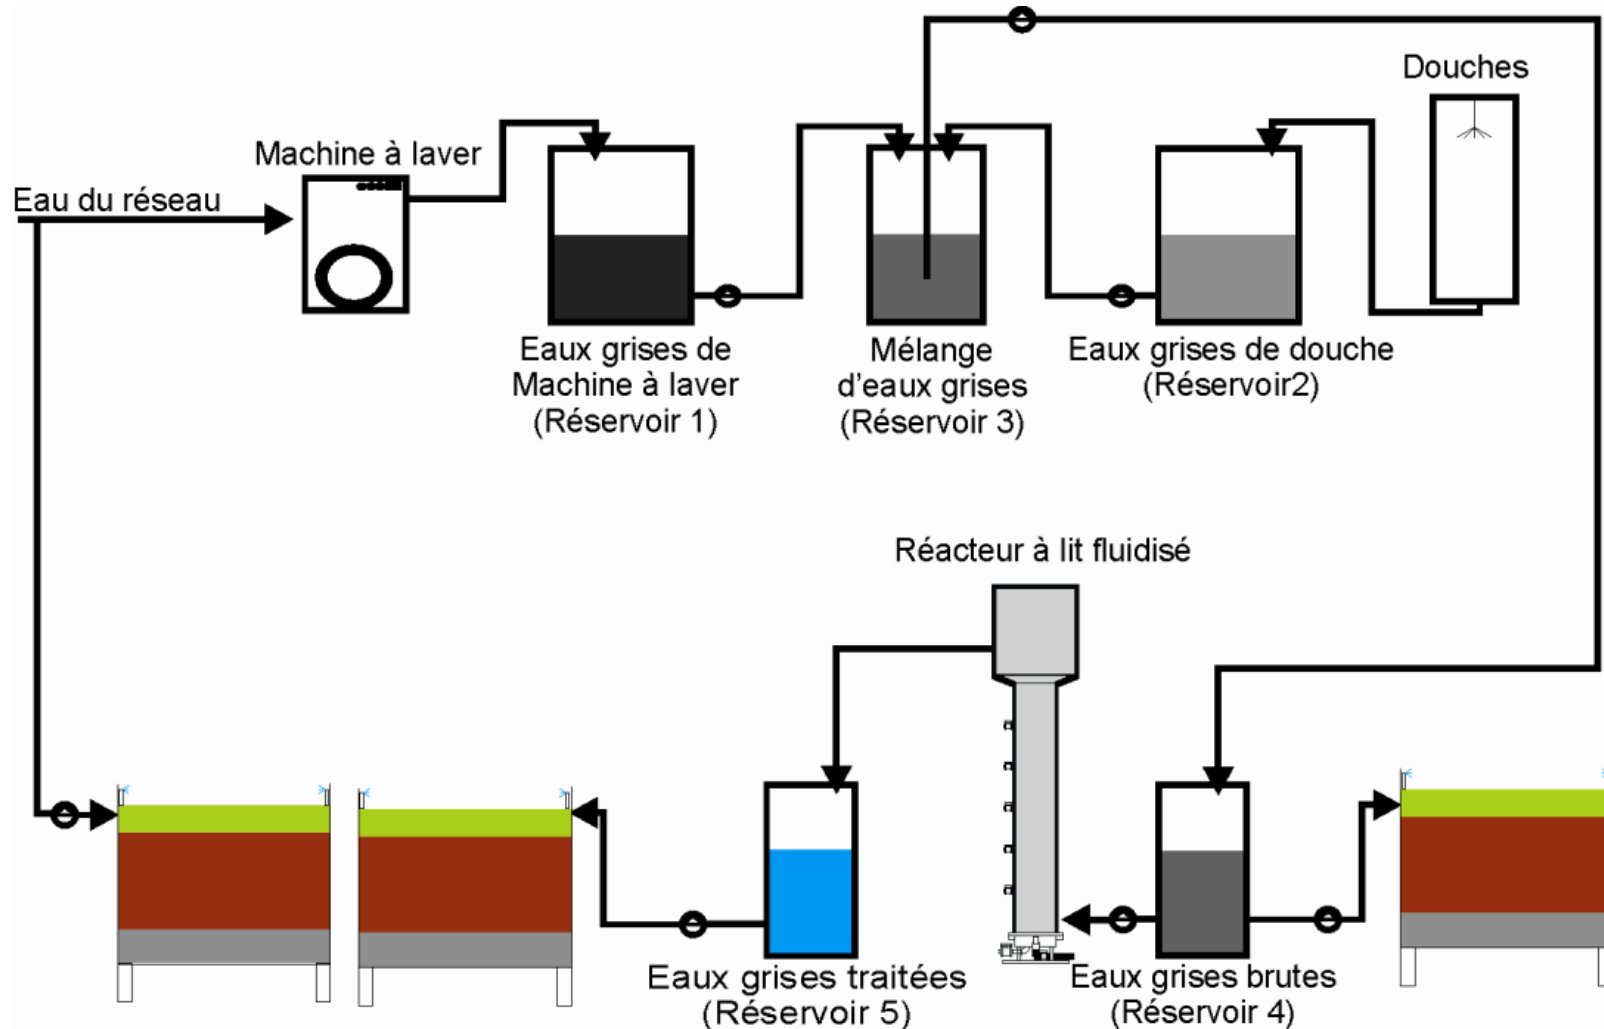 Douches
Machine à laver
Eau du réseau
Eaux grises de
Machine à laver
(Réservoir 1)
Mélange
d'eaux grises
(Réservoir 3)
Eaux grises de douche
(Réservoir2)
Réacteur à lit fluidisé
Eaux grises traitées
(Réservoir 5)
Eaux grises brutes
(Réservoir 4)